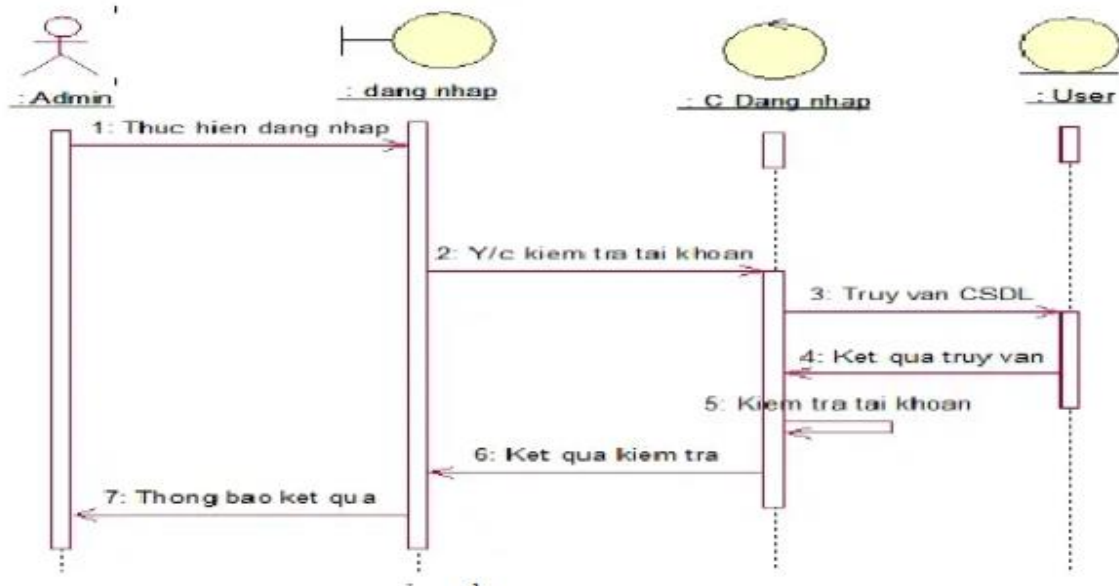 : Admin
: dang nhap
: C Dang nhap
: User
1: Thuc hien dang nhap
2: Y/c kiem tra tai khoan
3: Truy van CSDL
4: Ket qua truy van
5: Kiem tra tai khoan
6: Ket qua kiem tra
7: Thong bao ket qua